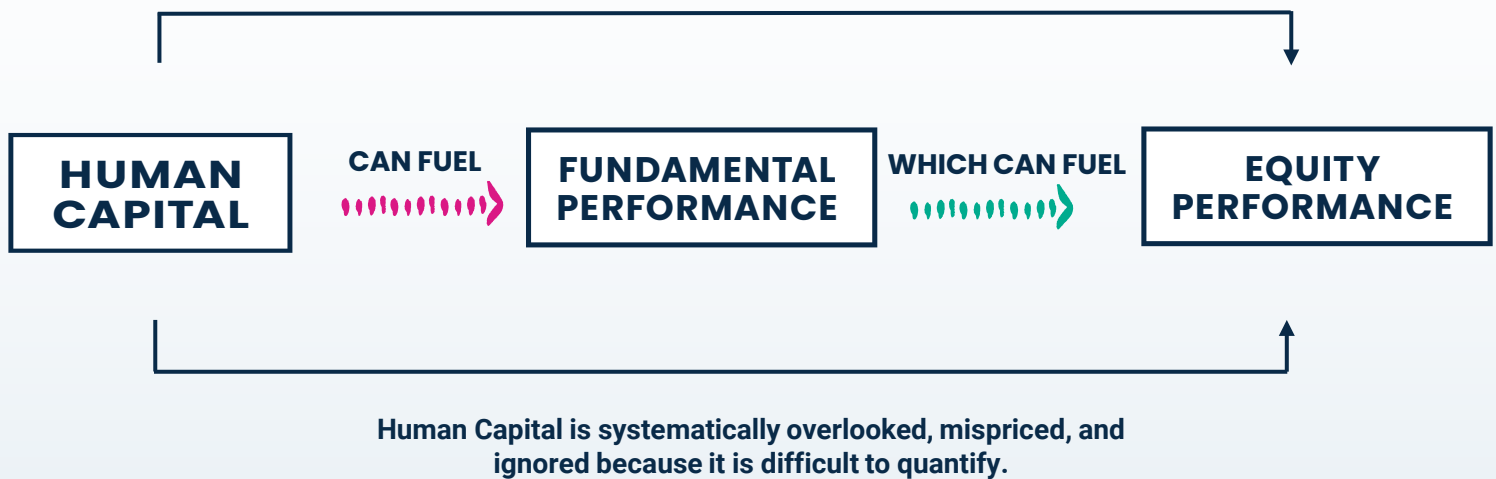 HUMAN
CAPITAL
CAN FUEL
FUNDAMENTAL
PERFORMANCE
WHICH CAN FUEL
EQUITY
PERFORMANCE
Human Capital is systematically overlooked, mispriced, and
ignored because it is difficult to quantify.